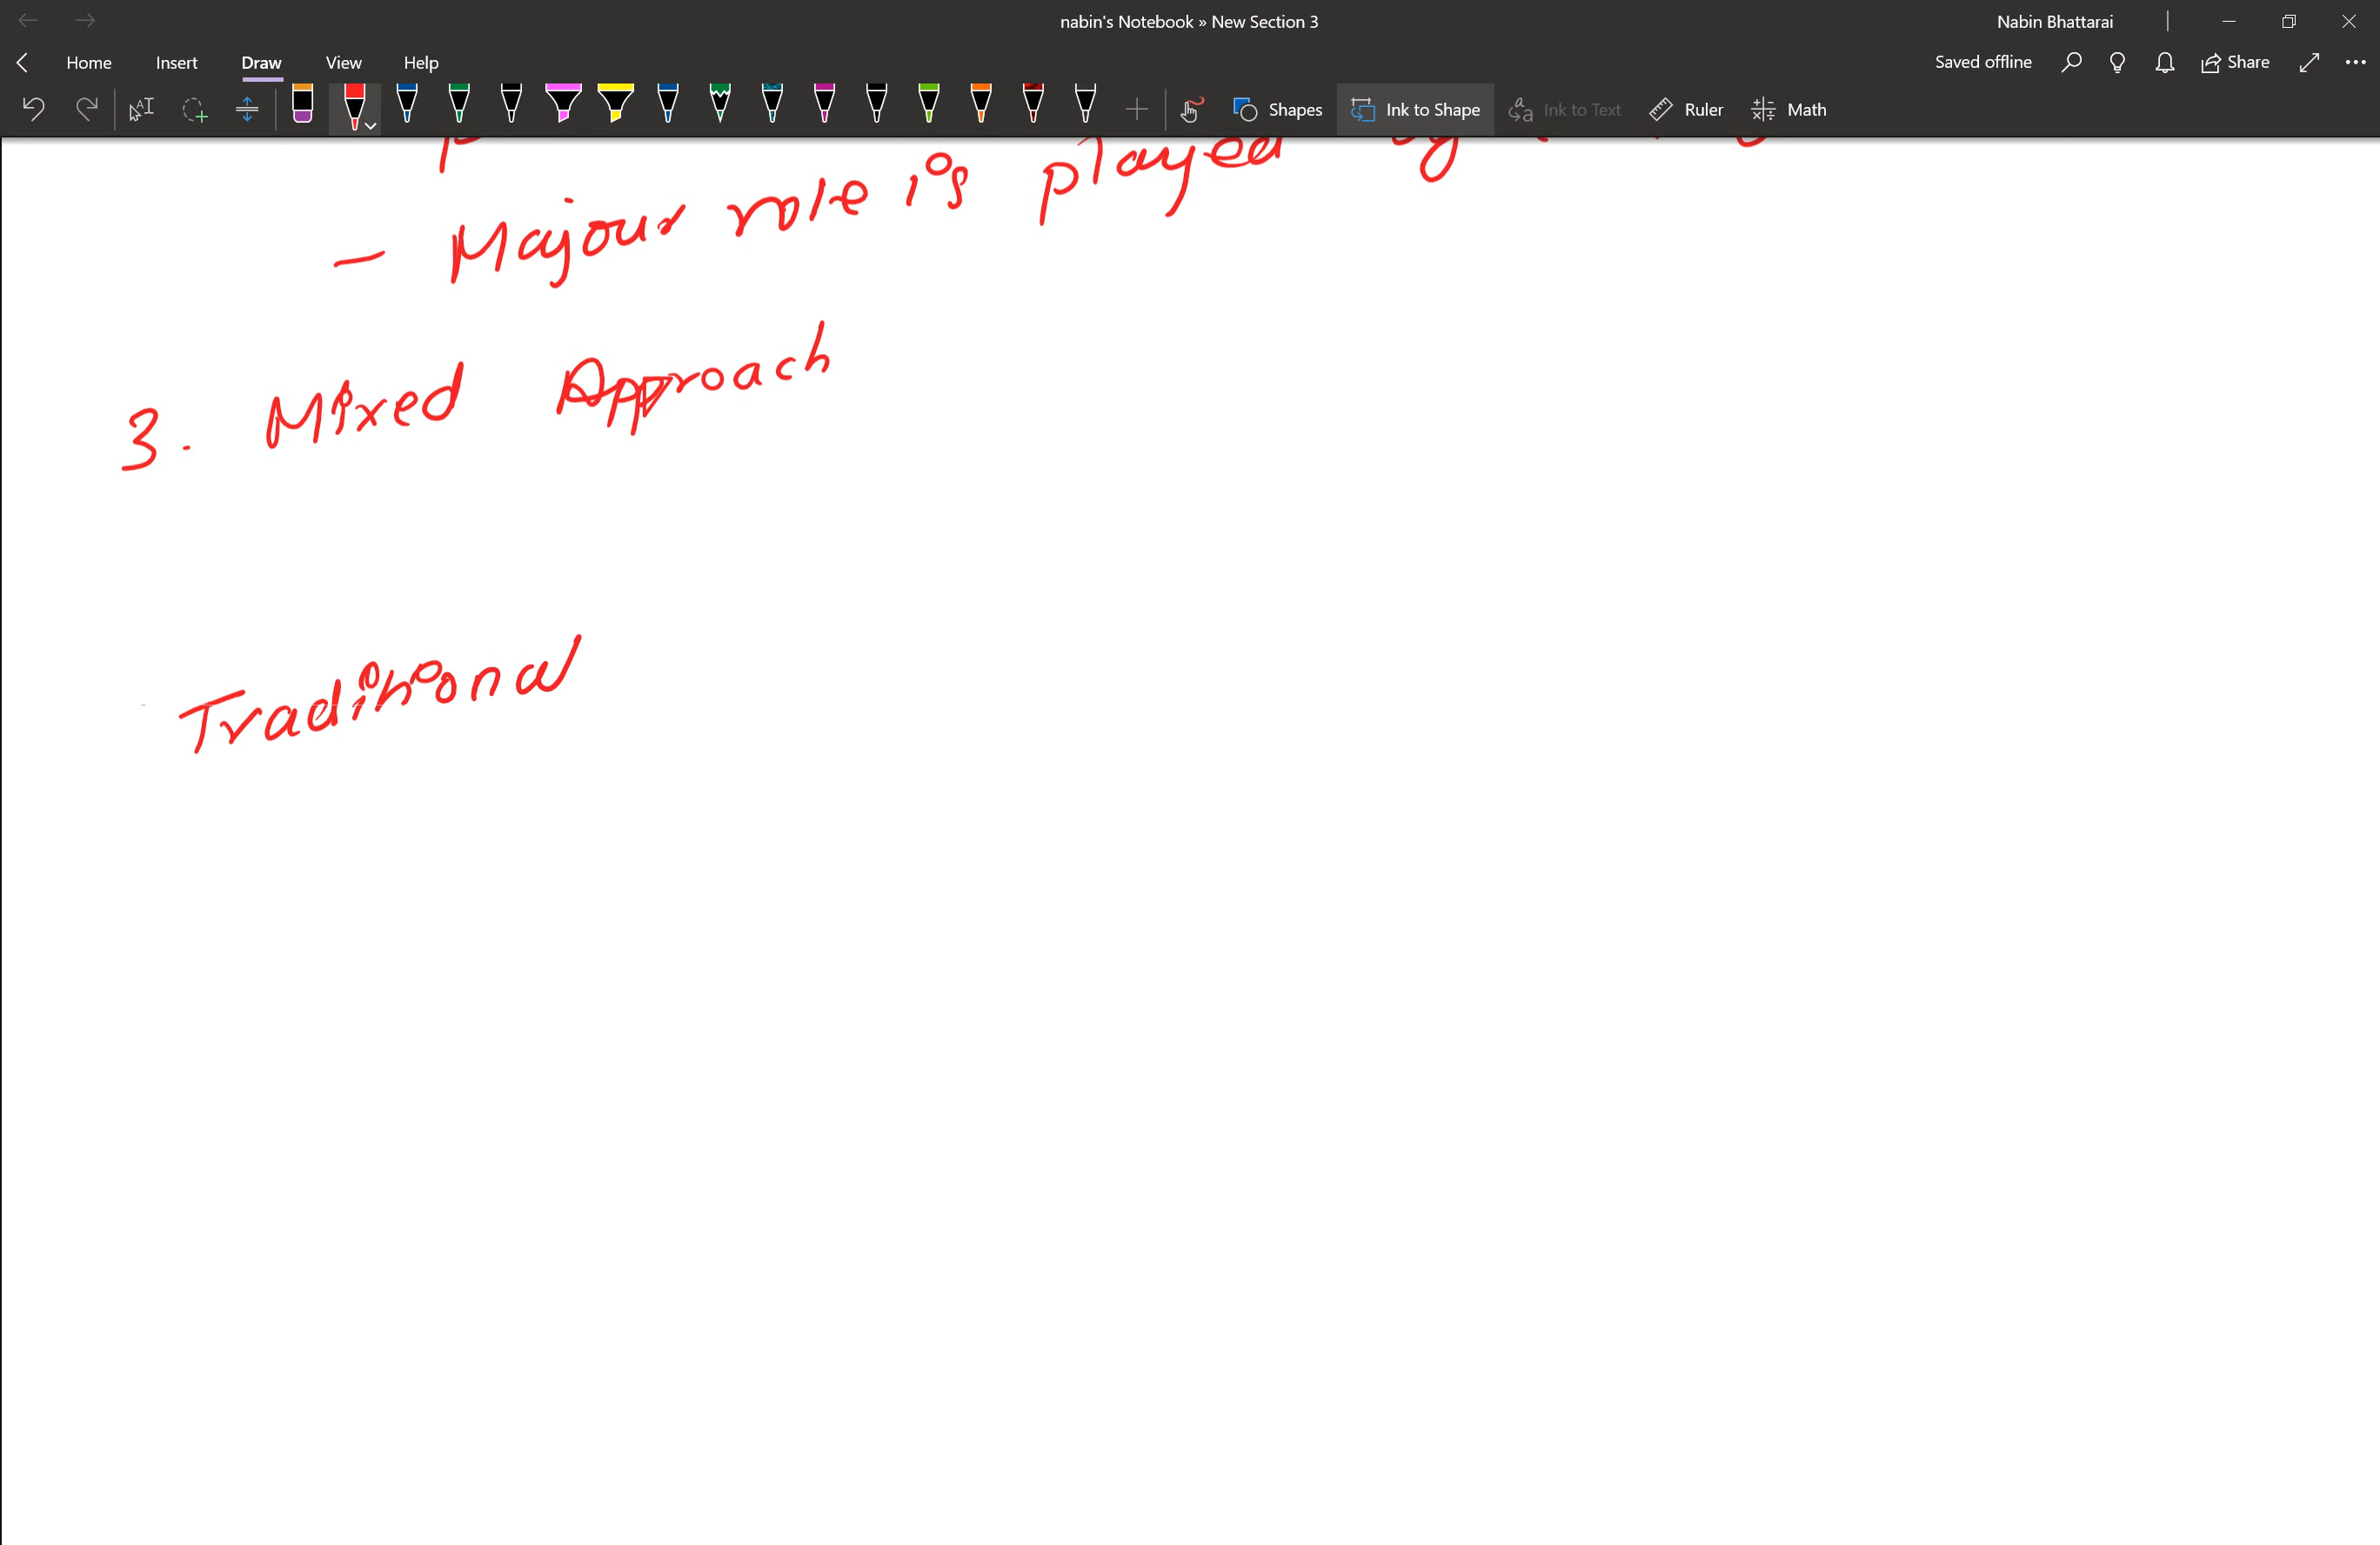 nabin's Notebook » New Section 3
Nabin Bhattarai
Home Insert Draw View Help
Saved offline
Share
Shapes
Ink to Shape
Ink to Text
Ruler
Math
- Majour role is played by
3. Mixed Approach
Traditional